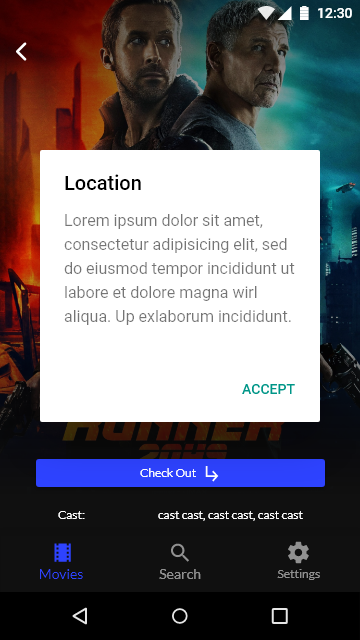 12:30
Location
Lorem ipsum dolor sit amet,
consectetur adipisicing elit, sed
do eiusmod tempor incididunt ut
labore et dolore magna wirl
aliqua. Up exlaborum incididunt.
ACCEPT
RUNNER
2049
Check Out
Cast: cast cast, cast cast, cast cast
Movies Search Settings